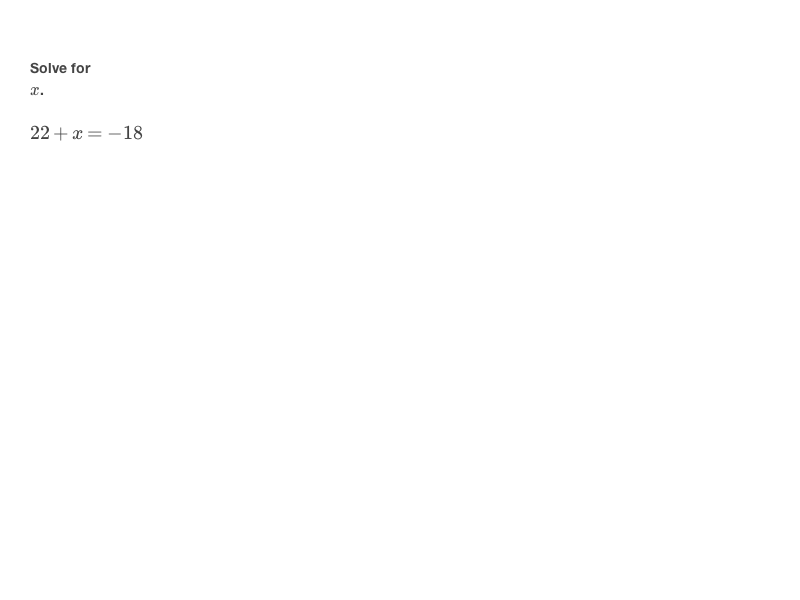 Solve for
x.
22 + x = −18